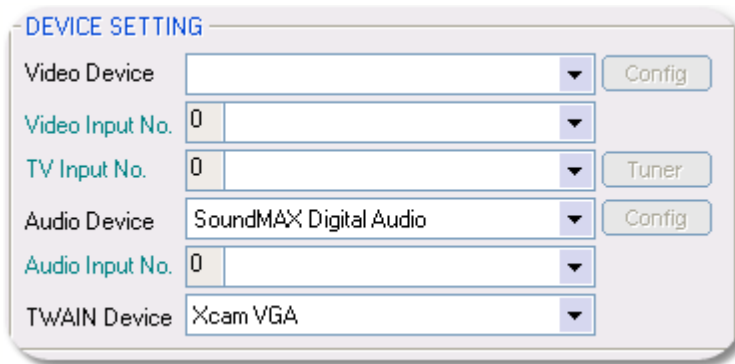 DEVICE SETTING
Video Device Config
Video Input No. 0
TV Input No. 0 Tuner
Audio Device SoundMAX Digital Audio Config
Audio Input No. 0
TWAIN Device Xcam VGA